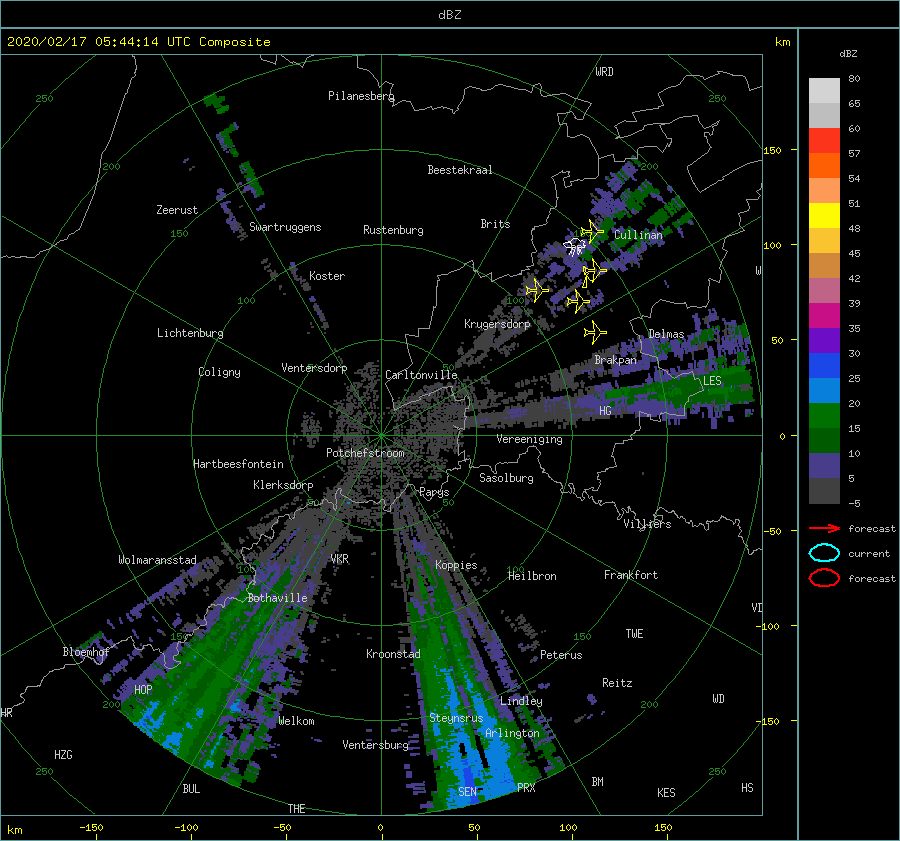 dBZ
2020/02/17 05:44:14 UTC Composite
km
dBZ
WRD
250
Pilanesberg
250
80
65
60
57
54
51
48
45
42
39
35
30
25
20
15
10
5
-5
150
200
Beestekraal
200
Zeerust
Swartruggens
150
Rustenburg
Brits
Cullinan
100
W
Koster
100
100
Krugersdorp
Lichtenburg
Delmas
50
Brakpan
Ventersdorp
Coligny
Carltonville
50
LES
HG
0
Vereeniging
Potchefstroom
Hartbeesfontein
Sasolburg
Klerksdorp
Parys
50
50
Villiers
-50
forecast
current
forecast
Wolmaransstad
VKR
Koppies
100
100
Heilbron
Frankfort
Bothaville
VD
-100
150
150
TWE
Bloemhof
Kroonstad
Peterus
HOP
Reitz
WD
200
Lindley
200
HR
Welkom
Steynsrus
-150
Arlington
Ventersburg
HZG
250
250
BUL
SEN
PRX
BM
KES
HS
THE
km
-150
-100
-50
0
50
100
150